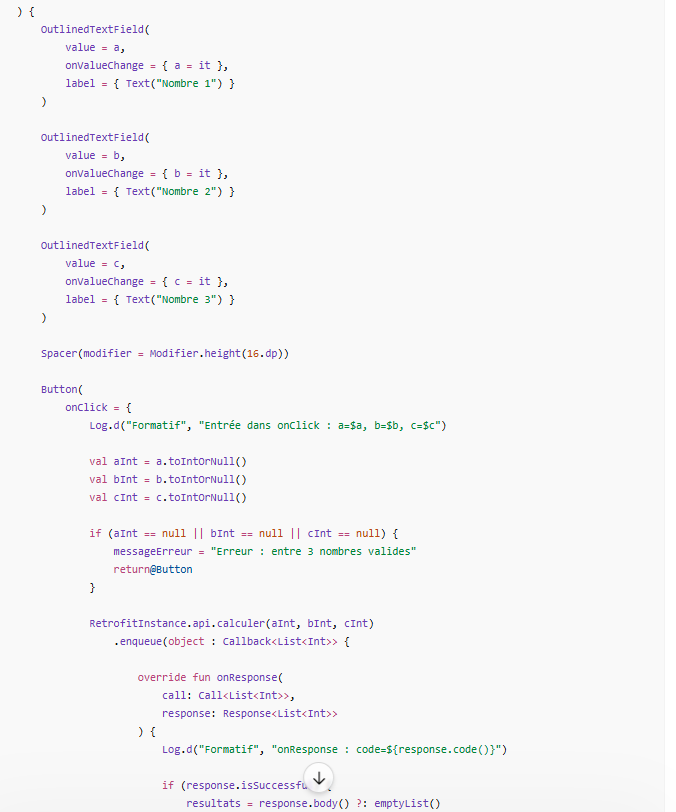 ) {
    OutlinedTextField(
        value = a,
        onValueChange = { a = it },
        label = { Text("Nombre 1") }
    )

    OutlinedTextField(
        value = b,
        onValueChange = { b = it },
        label = { Text("Nombre 2") }
    )

    OutlinedTextField(
        value = c,
        onValueChange = { c = it },
        label = { Text("Nombre 3") }
    )

    Spacer(modifier = Modifier.height(16.dp))

    Button(
        onClick = {
            Log.d("Formatif", "Entrée dans onClick : a=$a, b=$b, c=$c")

            val aInt = a.toIntOrNull()
            val bInt = b.toIntOrNull()
            val cInt = c.toIntOrNull()

            if (aInt == null || bInt == null || cInt == null) {
                messageErreur = "Erreur : entre 3 nombres valides"
                return@Button
            }

            RetrofitInstance.api.calculer(aInt, bInt, cInt)
                .enqueue(object : Callback<List<Int>> {

                    override fun onResponse(
                        call: Call<List<Int>>,
                        response: Response<List<Int>>
                    ) {
                        Log.d("Formatif", "onResponse : code=${response.code()}")

                        if (response.isSuccessfu {
                            resultats = response.body() ?: emptyList()